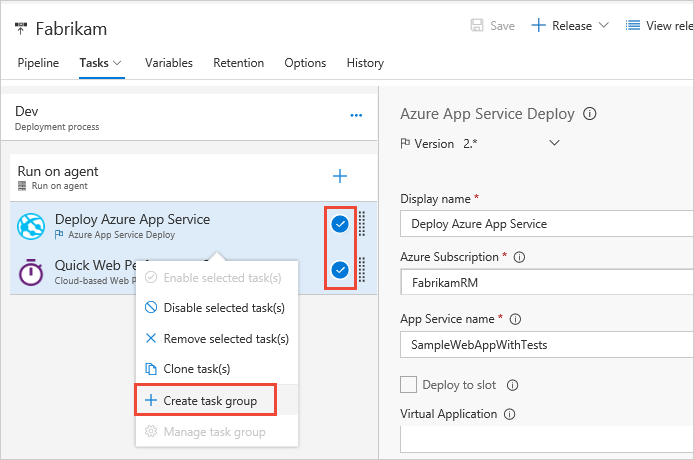 Fabrikam
Save
Release
View rele
Pipeline
Tasks
Variables
Retention
Options
History
Dev
Deployment process
Run on agent
Run on agent
Deploy Azure App Service
Azure App Service Deploy
Quick Web Pe
Cloud-based Web P
Enable selected task(s)
Disable selected task(s)
Remove selected task(s)
Clone task(s)
Create task group
Manage task group
Azure App Service Deploy
Version 2.*
Display name *
Deploy Azure App Service
Azure Subscription *
FabrikamRM
App Service name *
SampleWebAppWithTests
Deploy to slot
Virtual Application